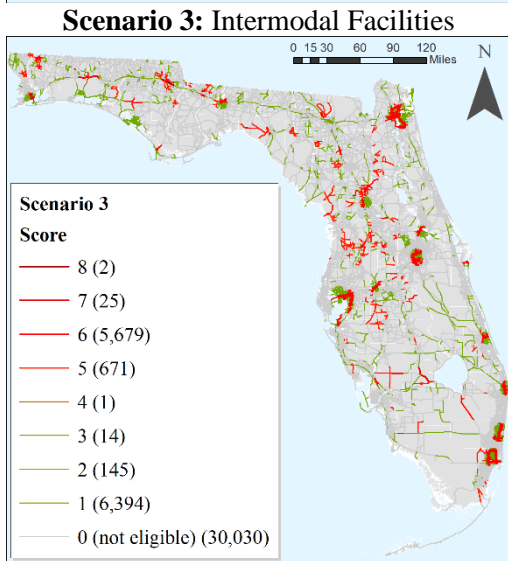 Scenario 3: Intermodal Facilities
0 15 30 60 90 120
Miles
N
Scenario 3
Score
8 (2)
7 (25)
6 (5,679)
5 (671)
4 (1)
3 (14)
2 (145)
1 (6,394)
0 (not eligible) (30,030)